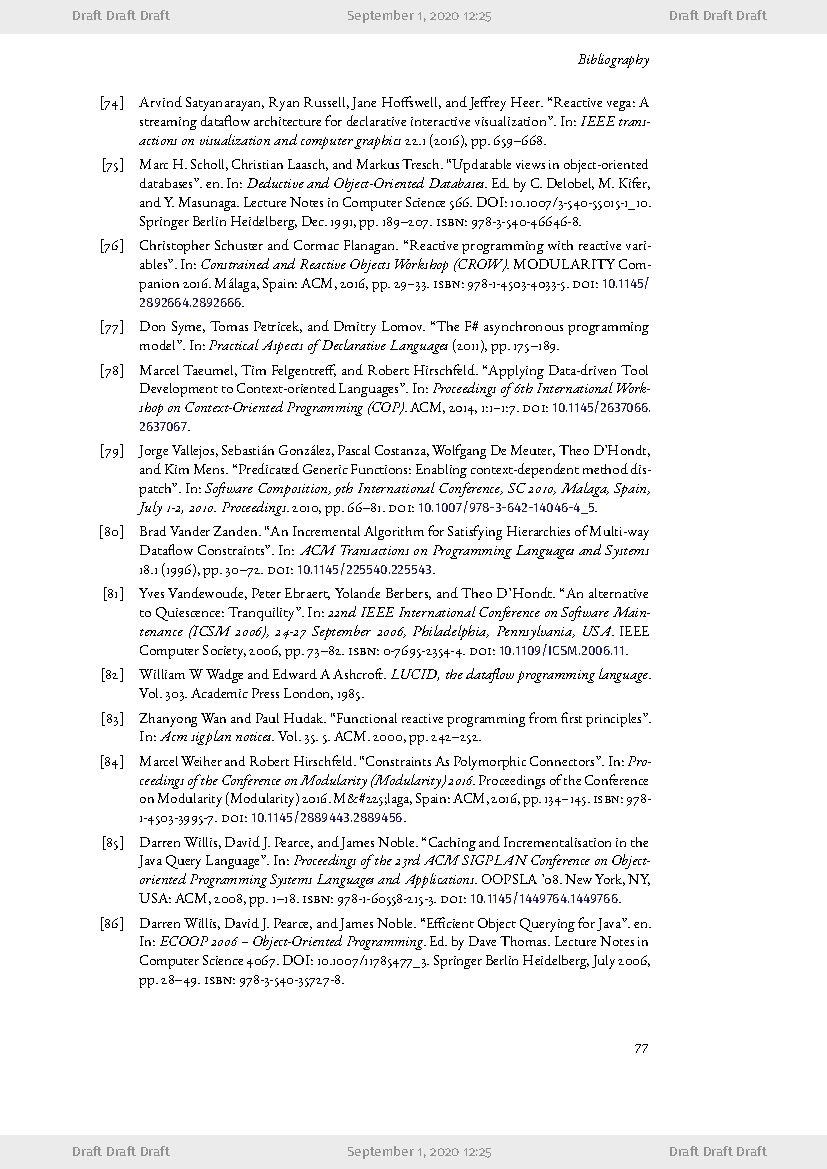 Draft Draft Draft September 1, 2020 12:25 Draft Draft Draft
Bibliography
[74] Arvind Satyanarayan, Ryan Russell, Jane Hoffswell, and Jeffrey Heer. “Reactive vega: A
streaming dataflow architecture for declarative interactive visualization”. In: IEEE trans-
actions on visualization and computer graphics 22.1 (2016), pp. 659–668.
[75] Marc H. Scholl, Christian Laasch, and Markus Tresch. “Updatable views in object-oriented
databases”. en. In: Deductive and Object-Oriented Databases. Ed. by C. Delobel, M. Kifer,
and Y. Masunaga. Lecture Notes in Computer Science 566. DOI: 10.1007/3-540-55015-1_10.
Springer Berlin Heidelberg, Dec. 1991, pp. 189–207. ISBN: 978-3-540-46646-8.
[76] Christopher Schuster and Cormac Flanagan. “Reactive programming with reactive vari-
ables”. In: Constrained and Reactive Objects Workshop (CROW). MODULARITY Com-
panion 2016. Málaga, Spain: ACM, 2016, pp. 29–33. ISBN: 978-1-4503-4033-5. DOI: 10.1145/
2892664.2892666.
[77] Don Syme, Tomas Petricek, and Dmitry Lomov. “The F# asynchronous programming
model”. In: Practical Aspects of Declarative Languages (2011), pp. 175–189.
[78] Marcel Taeumel, Tim Felgentreff, and Robert Hirschfeld. “Applying Data-driven Tool
Development to Context-oriented Languages”. In: Proceedings of 6th International Work-
shop on Context-Oriented Programming (COP). ACM, 2014, 1:1–1:7. DOI: 10.1145/2637066.
2637067.
[79] Jorge Vallejos, Sebastián González, Pascal Costanza, Wolfgang De Meuter, Theo D’Hondt,
and Kim Mens. “Predicated Generic Functions: Enabling context-dependent method dis-
patch”. In: Software Composition, 9th International Conference, SC 2010, Malaga, Spain,
July 1-2, 2010. Proceedings. 2010, pp. 66–81. DOI: 10.1007/978-3-642-14046-4_5.
[80] Brad Vander Zanden. “An Incremental Algorithm for Satisfying Hierarchies of Multi-way
Dataflow Constraints”. In: ACM Transactions on Programming Languages and Systems
18.1 (1996), pp. 30–72. DOI: 10.1145/225540.225543.
[81] Yves Vandewoude, Peter Ebraert, Yolande Berbers, and Theo D’Hondt. “An alternative
to Quiescence: Tranquility”. In: 22nd IEEE International Conference on Software Main-
tenance (ICSM 2006), 24-27 September 2006, Philadelphia, Pennsylvania, USA. IEEE
Computer Society, 2006, pp. 73–82. ISBN: 0-7695-2354-4. DOI: 10.1109/ICSM.2006.11.
[82] William W Wadge and Edward A Ashcroft. LUCID, the dataflow programming language.
Vol. 303. Academic Press London, 1985.
[83] Zhanyong Wan and Paul Hudak. “Functional reactive programming from first principles”.
In: Acm sigplan notices. Vol. 35. 5. ACM. 2000, pp. 242–252.
[84] Marcel Weiher and Robert Hirschfeld. “Constraints As Polymorphic Connectors”. In: Pro-
ceedings of the Conference on Modularity (Modularity) 2016. Proceedings of the Conference
on Modularity (Modularity) 2016. M&#225;laga, Spain: ACM, 2016, pp. 134–145. ISBN: 978-
1-4503-3995-7. DOI: 10.1145/2889443.2889456.
[85] Darren Willis, David J. Pearce, and James Noble. “Caching and Incrementalisation in the
Java Query Language”. In: Proceedings of the 23rd ACM SIGPLAN Conference on Object-
oriented Programming Systems Languages and Applications. OOPSLA ’08. New York, NY,
USA: ACM, 2008, pp. 1–18. ISBN: 978-1-60558-215-3. DOI: 10.1145/1449764.1449766.
[86] Darren Willis, David J. Pearce, and James Noble. “Efficient Object Querying for Java”. en.
In: ECOOP 2006 – Object-Oriented Programming. Ed. by Dave Thomas. Lecture Notes in
Computer Science 4067. DOI: 10.1007/11785477_3. Springer Berlin Heidelberg, July 2006,
pp. 28–49. ISBN: 978-3-540-35727-8.
77
Draft Draft Draft September 1, 2020 12:25 Draft Draft Draft